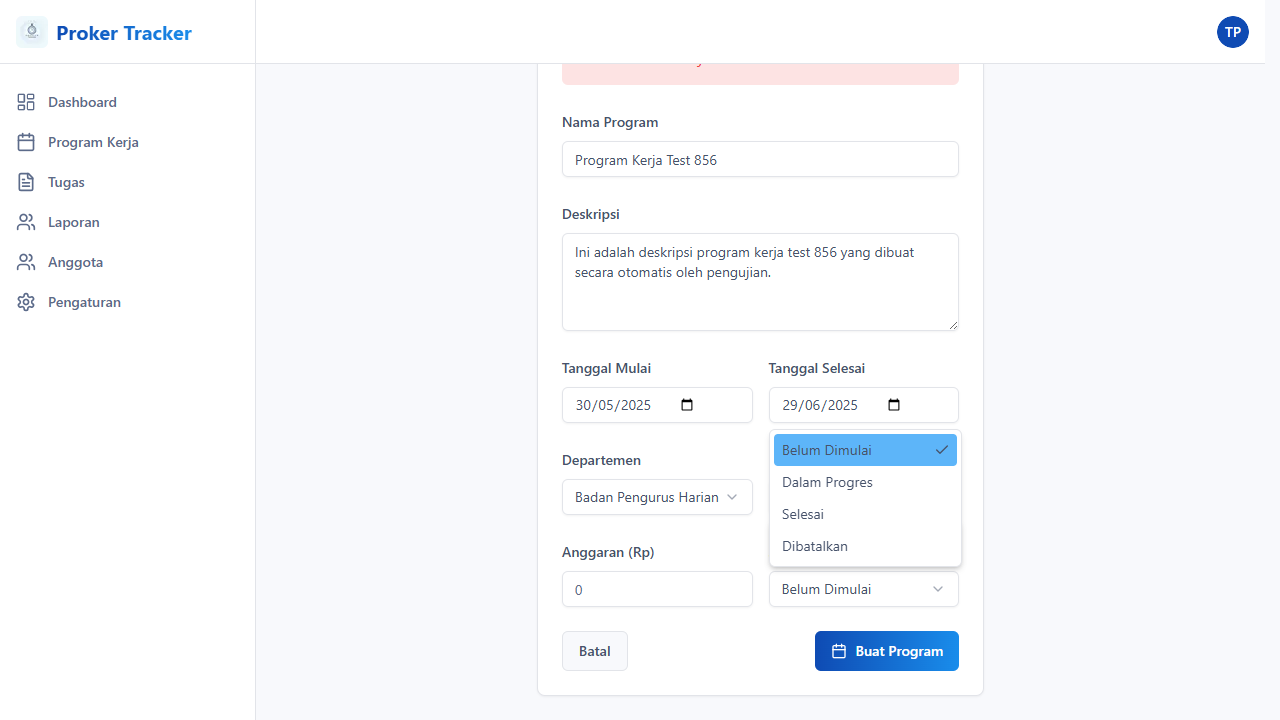 Proker Tracker
TP
Dashboard
Program Kerja
Tugas
Laporan
Anggota
Pengaturan
Nama Program
Program Kerja Test 856
Deskripsi
Ini adalah deskripsi program kerja test 856 yang dibuat
secara otomatis oleh pengujian.
Tanggal Mulai
Tanggal Selesai
30/05/2025
29/06/2025
Departemen
Badan Pengurus Harian
Belum Dimulai
Dalam Progres
Selesai
Dibatalkan
Anggaran (Rp)
0
Belum Dimulai
Batal
Buat Program